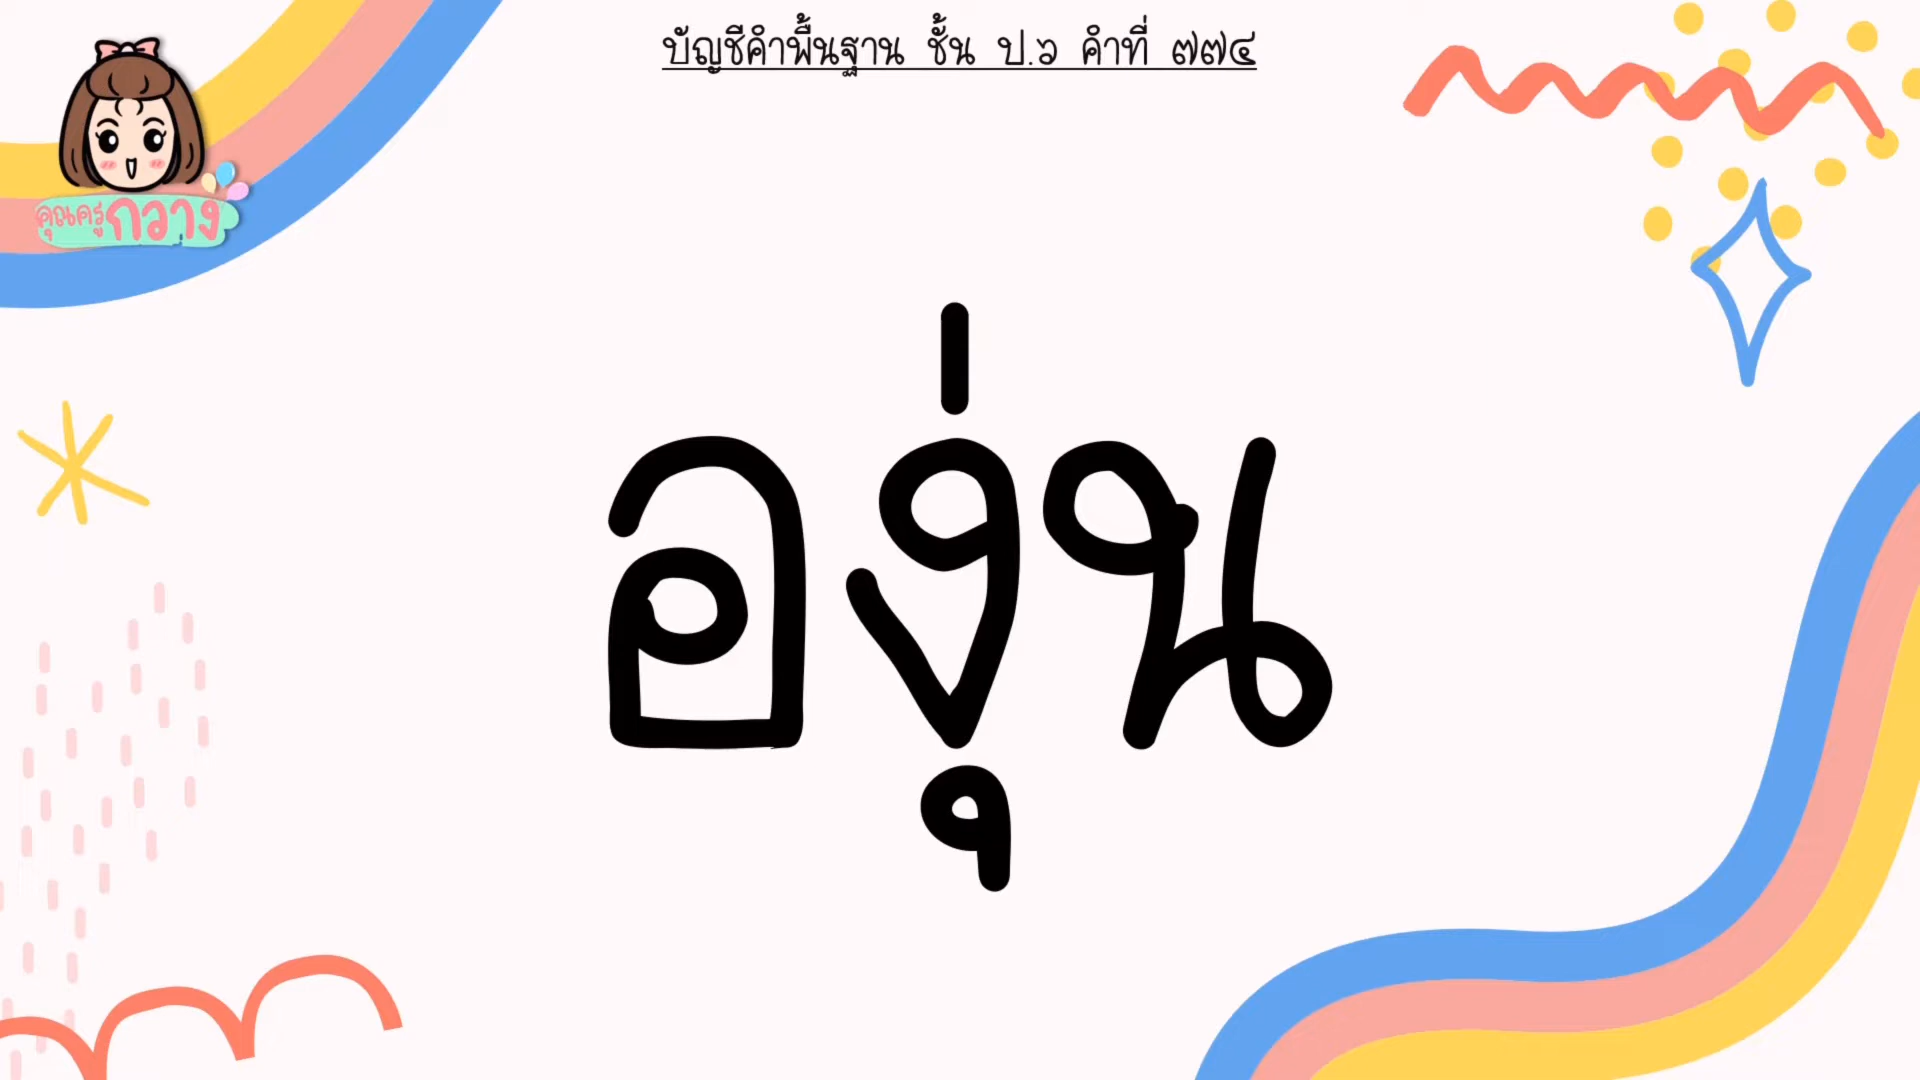 บัญชีคำพื้นฐาน ชั้น ป.๖ คำที่ ๗๗๔
คุณครูกวาง
องุ่น